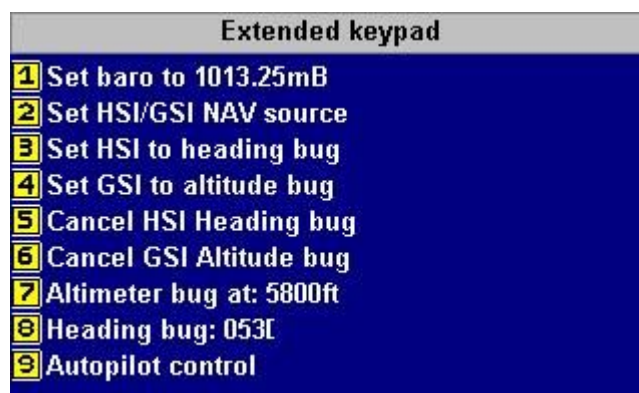 Extended keypad
1 Set baro to 1013.25mB
2 Set HSI/GSI NAV source
3 Set HSI to heading bug
4 Set GSI to altitude bug
5 Cancel HSI Heading bug
6 Cancel GSI Altitude bug
7 Altimeter bug at: 5800ft
8 Heading bug: 053[
9 Autopilot control